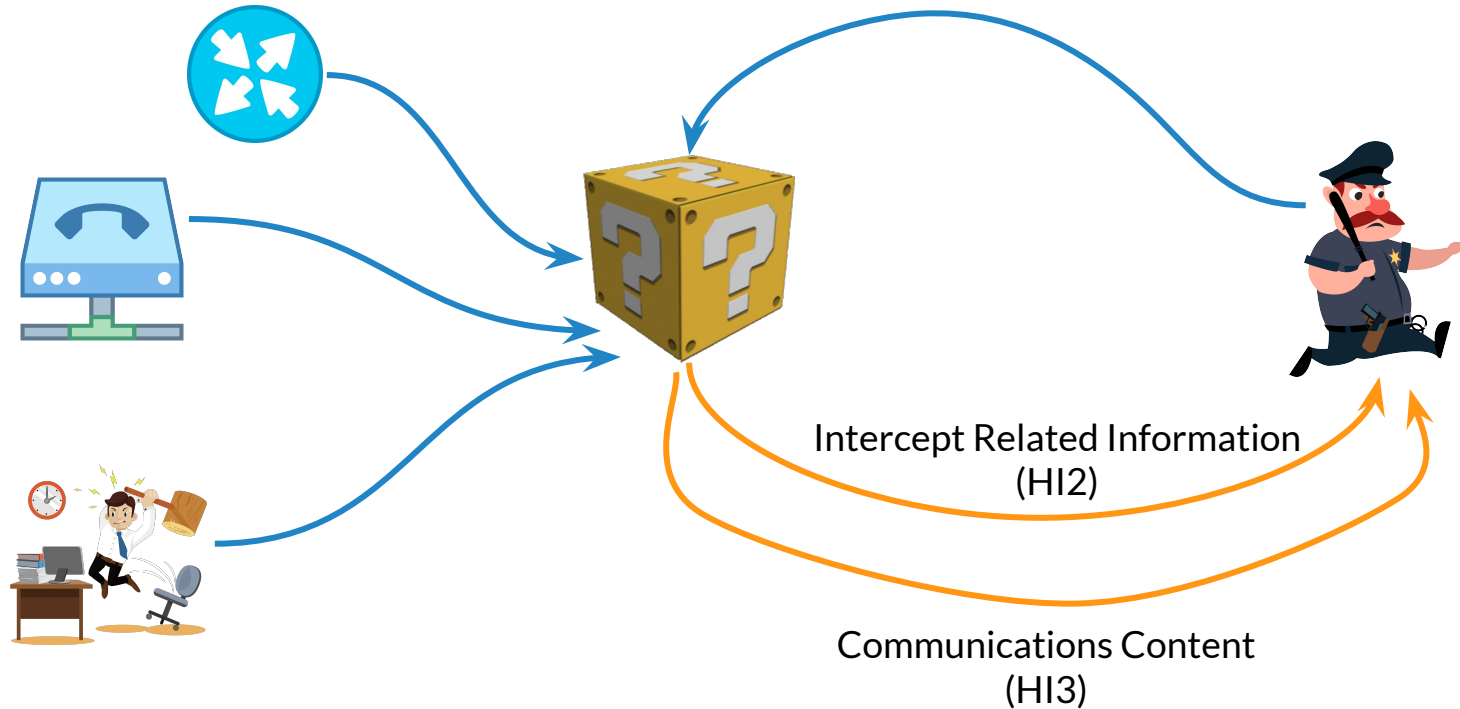 ?
?
?
Intercept Related Information
(HI2)
Communications Content
(HI3)